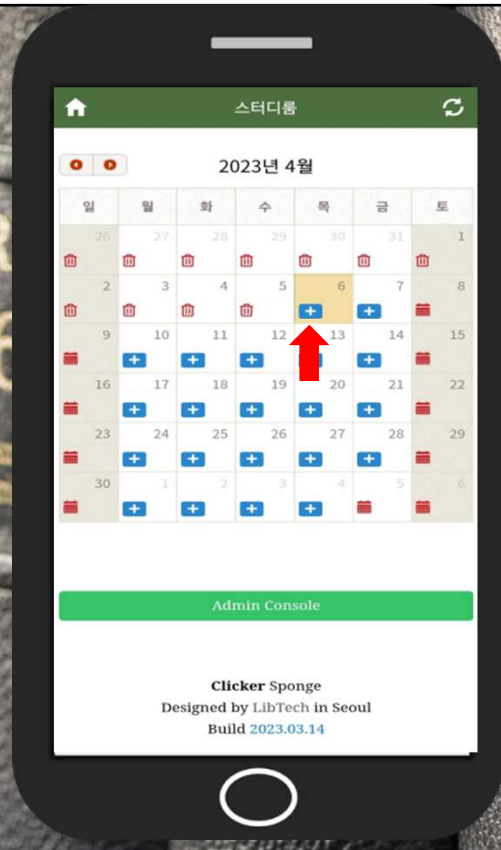 스터디룸
2023년 4월
일 월 화 수 목 금 토
26 27 28 29 30 31 1
2 3 4 5 6 7 8
9 10 11 12 13 14 15
16 17 18 19 20 21 22
23 24 25 26 27 28 29
30 1 2 3 4 5 6
Admin Console
Clicker Sponge
Designed by LibTech in Seoul
Build 2023.03.14